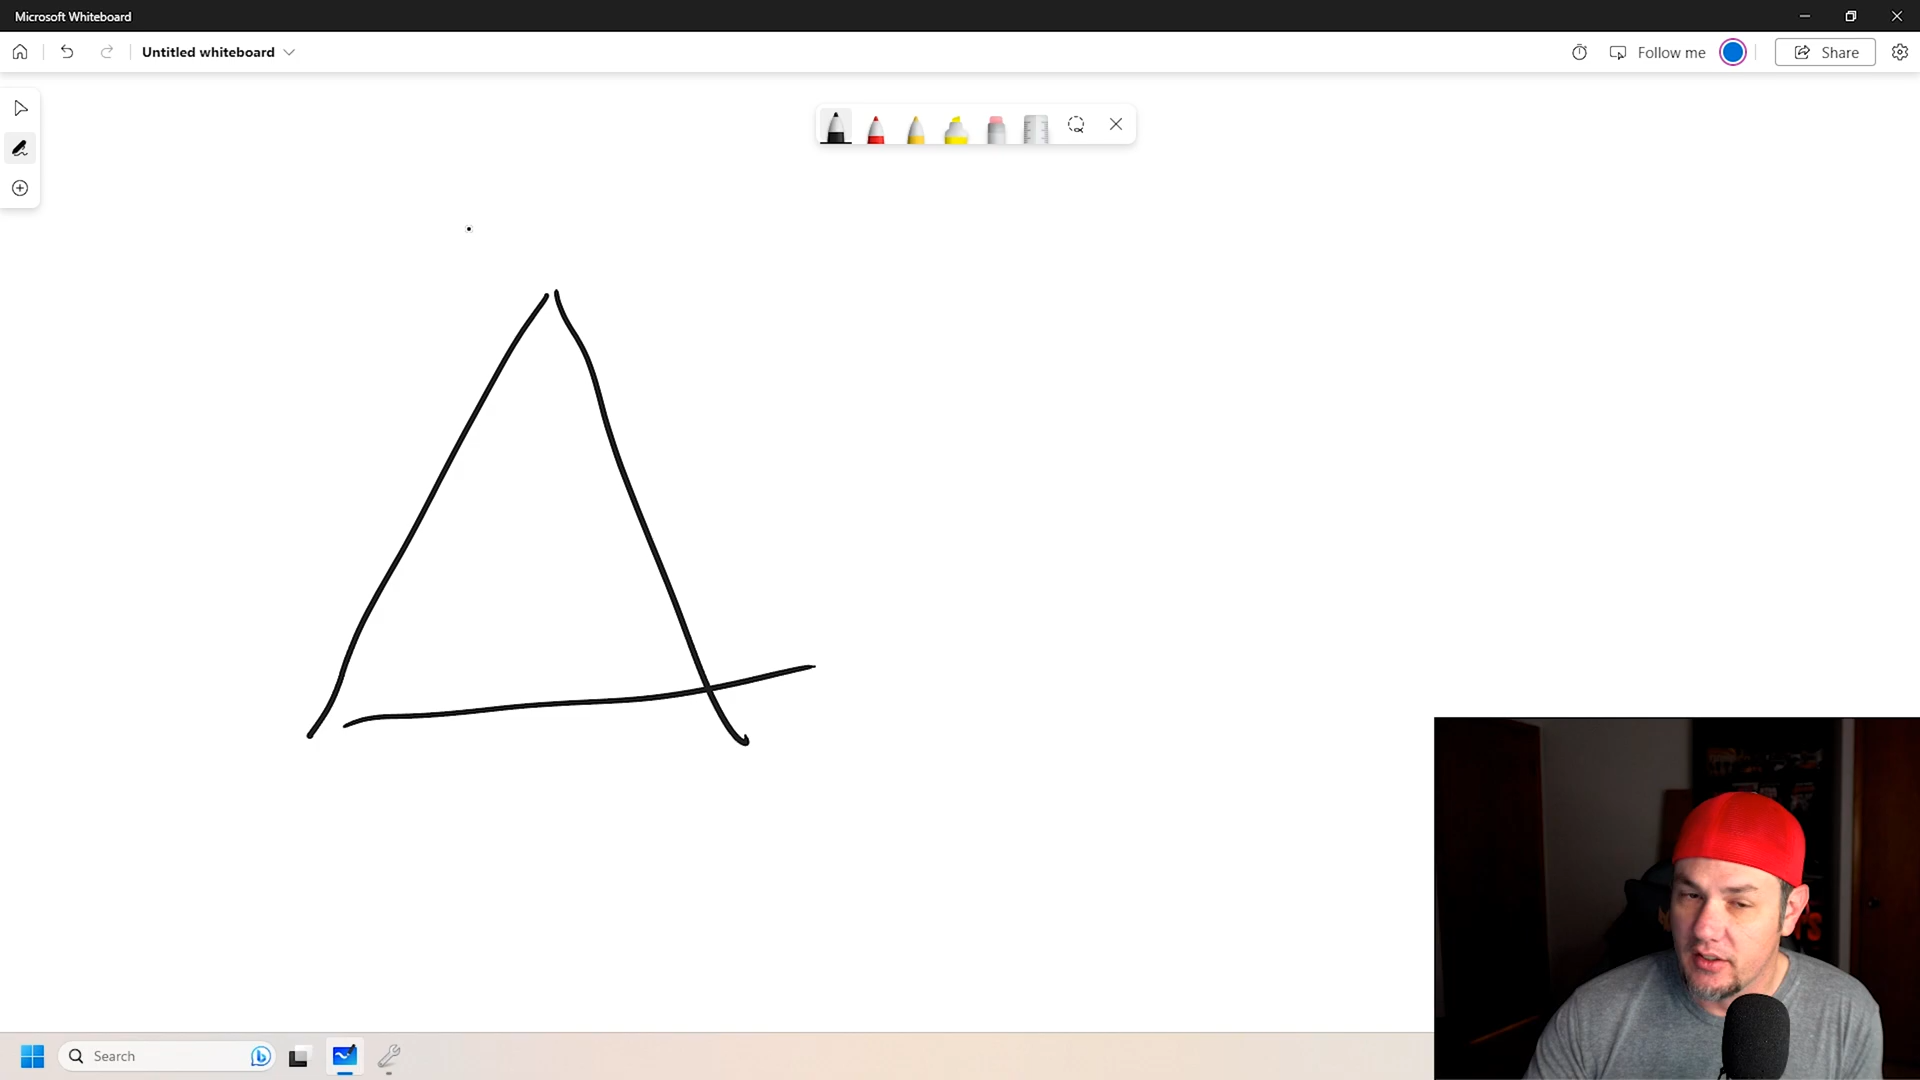 Microsoft Whiteboard
Untitled whiteboard
Follow me
Share
Search